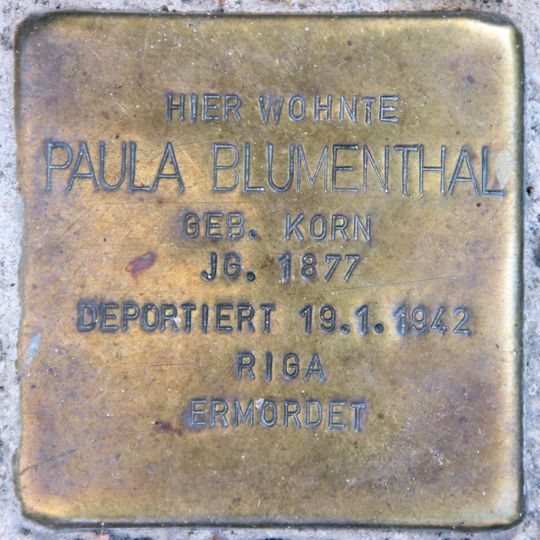 HIER WOHNTE
PAULA BLUMENTHAL
GEB. KORN
JG. 1877
DEPORTIERT 19.1.1942
RIGA
ERMORDET